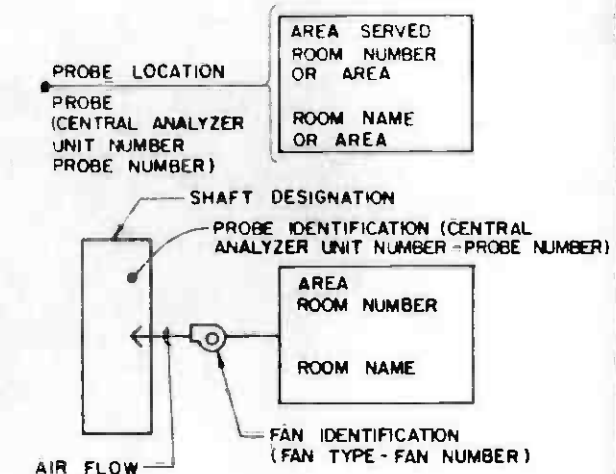 AREA SERVED
ROOM NUMBER
OR AREA
ROOM NAME
OR AREA
PROBE LOCATION
PROBE
(CENTRAL ANALYZER
UNIT NUMBER
PROBE NUMBER)
SHAFT DESIGNATION
PROBE IDENTIFICATION (CENTRAL
ANALYZER UNIT NUMBER-PROBE NUMBER)
AREA
ROOM NUMBER
ROOM NAME
FAN IDENTIFICATION
(FAN TYPE-FAN NUMBER)
AIR FLOW